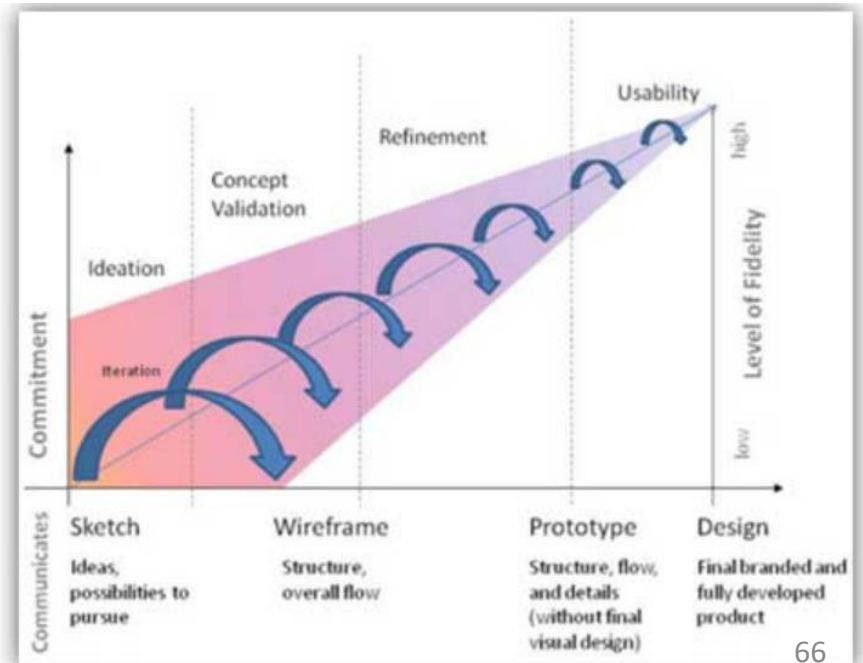 Usability
high
Refinement
Concept
Validation
Ideation
Level of Fidelity
Commitment
Iteration
low
Communicates
Sketch
Ideas,
possibilities to
pursue
Wireframe
Structure,
overall flow
Prototype
Structure, flow,
and details
(without final
visual design)
Design
Final branded and
fully developed
product
66